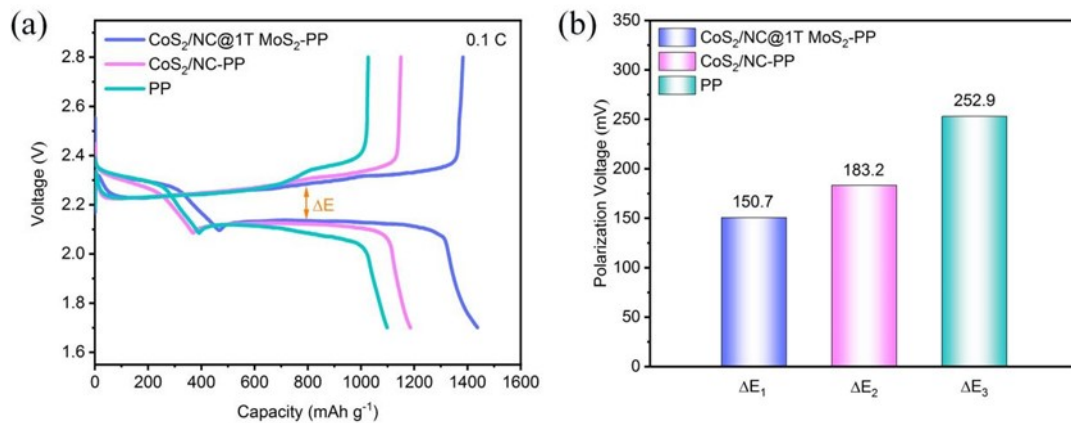 (a)
CoS₂/NC@1T MoS₂-PP
CoS₂/NC-PP
PP
0.1 C
ΔE
Voltage (V)
2.8
2.6
2.4
2.2
2.0
1.8
1.6
0 200 400 600 800 1000 1200 1400 1600
Capacity (mAh g⁻¹)
(b)
CoS₂/NC@1T MoS₂-PP
CoS₂/NC-PP
PP
Polarization Voltage (mV)
350
300
250
200
150
100
50
0
150.7
183.2
252.9
ΔE₁ ΔE₂ ΔE₃